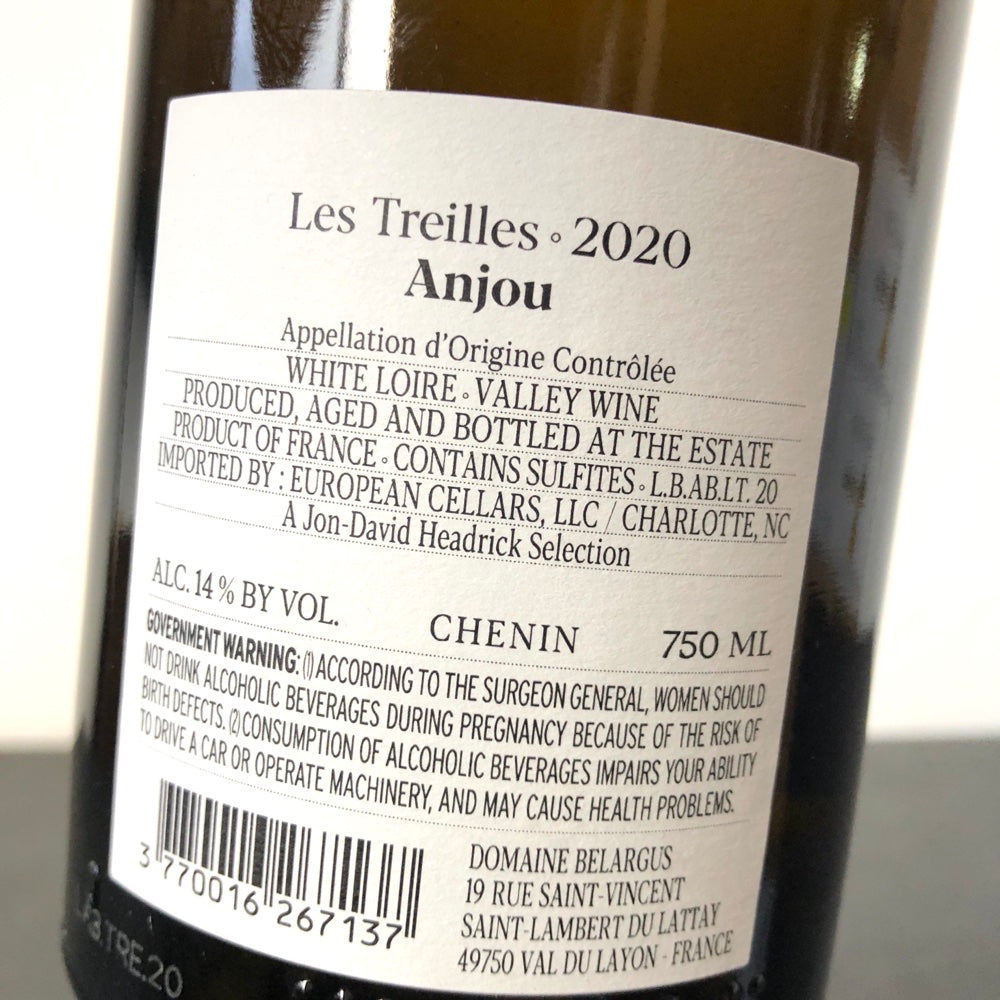 Les Treilles ∘ 2020
Anjou
Appellation d'Origine Contrôlée
WHITE LOIRE ∘ VALLEY WINE
PRODUCED, AGED AND BOTTLED AT THE ESTATE
PRODUCT OF FRANCE ∘ CONTAINS SULFITES ∘ L.B.AB.LT. 20
IMPORTED BY : EUROPEAN CELLARS, LLC / CHARLOTTE, NC
A Jon-David Headrick Selection
ALC. 14 % BY VOL. CHENIN 750 ML
GOVERNMENT WARNING: (1) ACCORDING TO THE SURGEON GENERAL, WOMEN SHOULD
NOT DRINK ALCOHOLIC BEVERAGES DURING PREGNANCY BECAUSE OF THE RISK OF
BIRTH DEFECTS. (2) CONSUMPTION OF ALCOHOLIC BEVERAGES IMPAIRS YOUR ABILITY
TO DRIVE A CAR OR OPERATE MACHINERY, AND MAY CAUSE HEALTH PROBLEMS.
3 770016 267137
DOMAINE BELARGUS
19 RUE SAINT-VINCENT
SAINT-LAMBERT DU LATTAY
49750 VAL DU LAYON - FRANCE